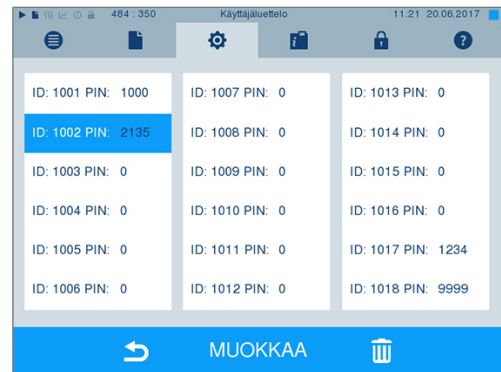 484 : 350 Käyttäjäluettelo 11:21 20.06.2017
ID: 1001 PIN: 1000
ID: 1002 PIN: 2135
ID: 1003 PIN: 0
ID: 1004 PIN: 0
ID: 1005 PIN: 0
ID: 1006 PIN: 0
ID: 1007 PIN: 0
ID: 1008 PIN: 0
ID: 1009 PIN: 0
ID: 1010 PIN: 0
ID: 1011 PIN: 0
ID: 1012 PIN: 0
ID: 1013 PIN: 0
ID: 1014 PIN: 0
ID: 1015 PIN: 0
ID: 1016 PIN: 0
ID: 1017 PIN: 1234
ID: 1018 PIN: 9999
MUOKKAA